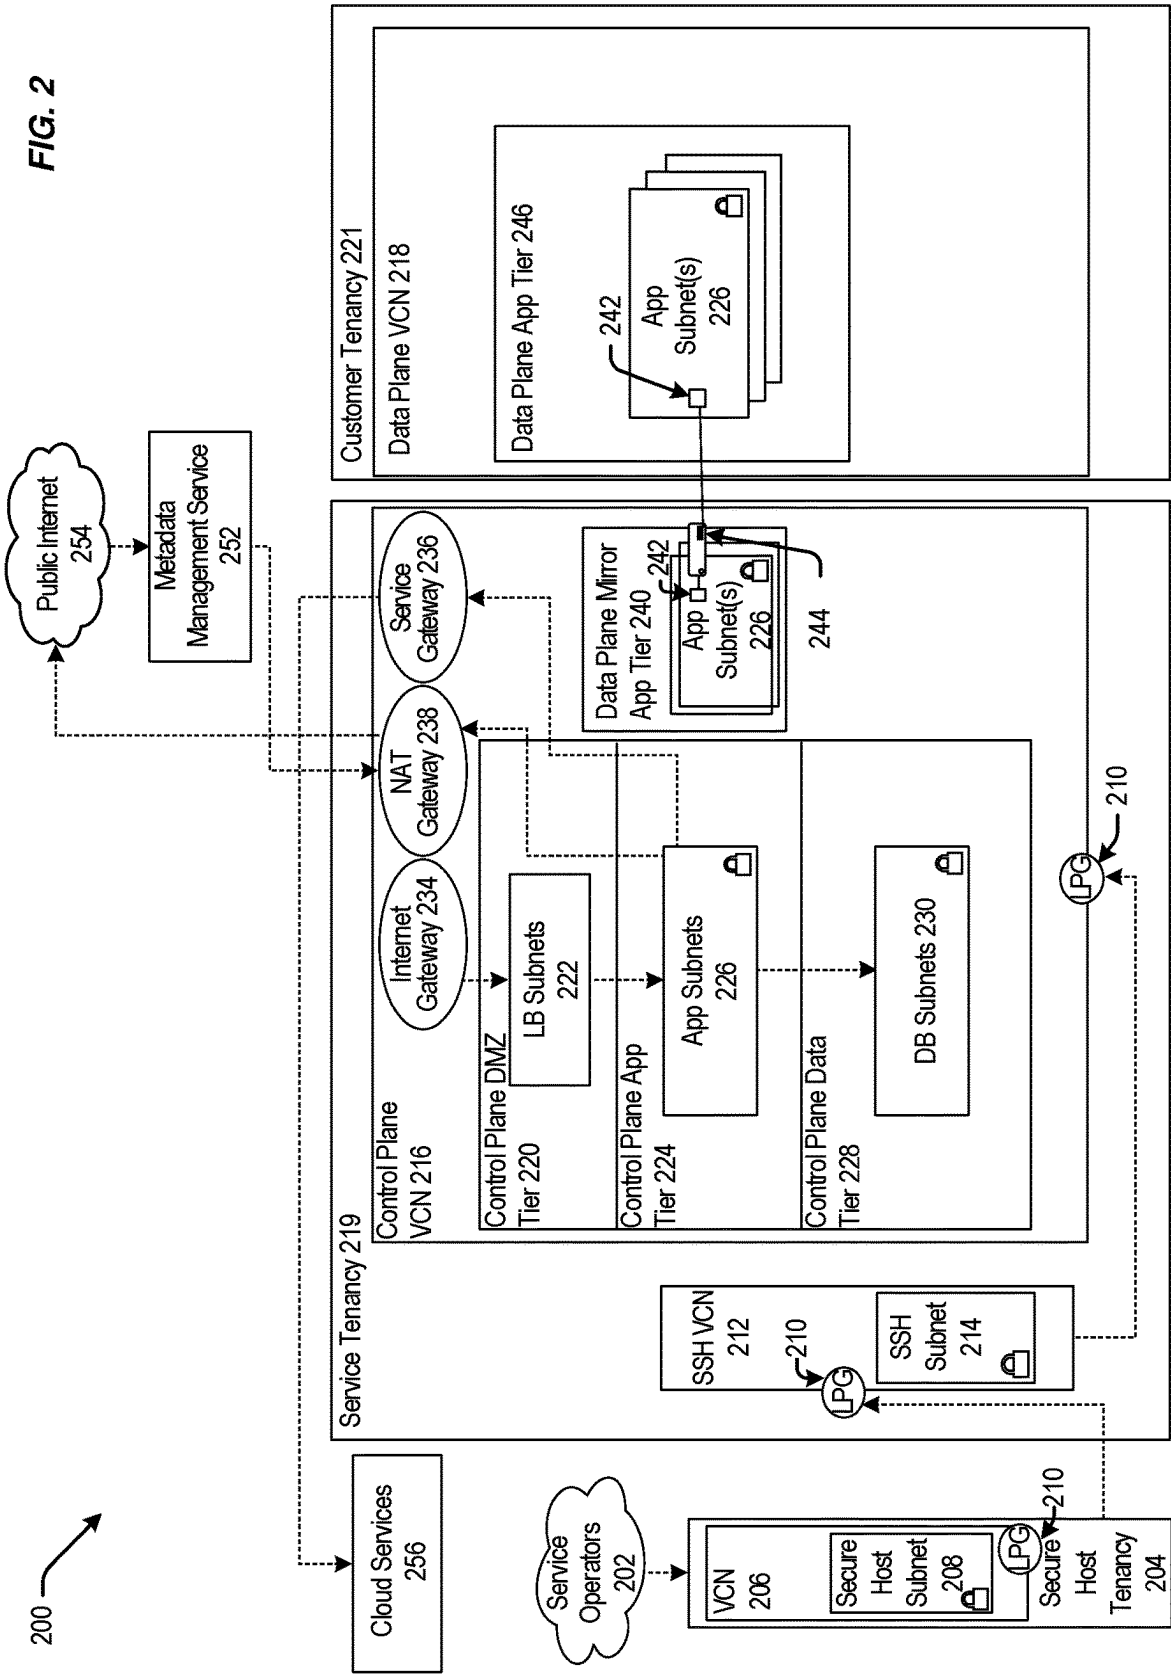 200
FIG. 2
Cloud Services
256
Public Internet
254
Metadata
Management Service
252
Service
Operators
202
VCN
206
Secure
Host
Subnet
208
LPG
210
Secure
Host
Tenancy
204
Service Tenancy 219
SSH VCN
212
210
LPG
SSH
Subnet
214
Control Plane
VCN 216
Internet
Gateway 234
NAT
Gateway 238
Service
Gateway 236
Control Plane DMZ
Tier 220
LB Subnets
222
Control Plane App
Tier 224
App Subnets
226
Control Plane Data
Tier 228
DB Subnets 230
LPG
210
Data Plane Mirror
App Tier 240
242
App
Subnet(s)
226
244
Customer Tenancy 221
Data Plane VCN 218
Data Plane App Tier 246
242
App
Subnet(s)
226